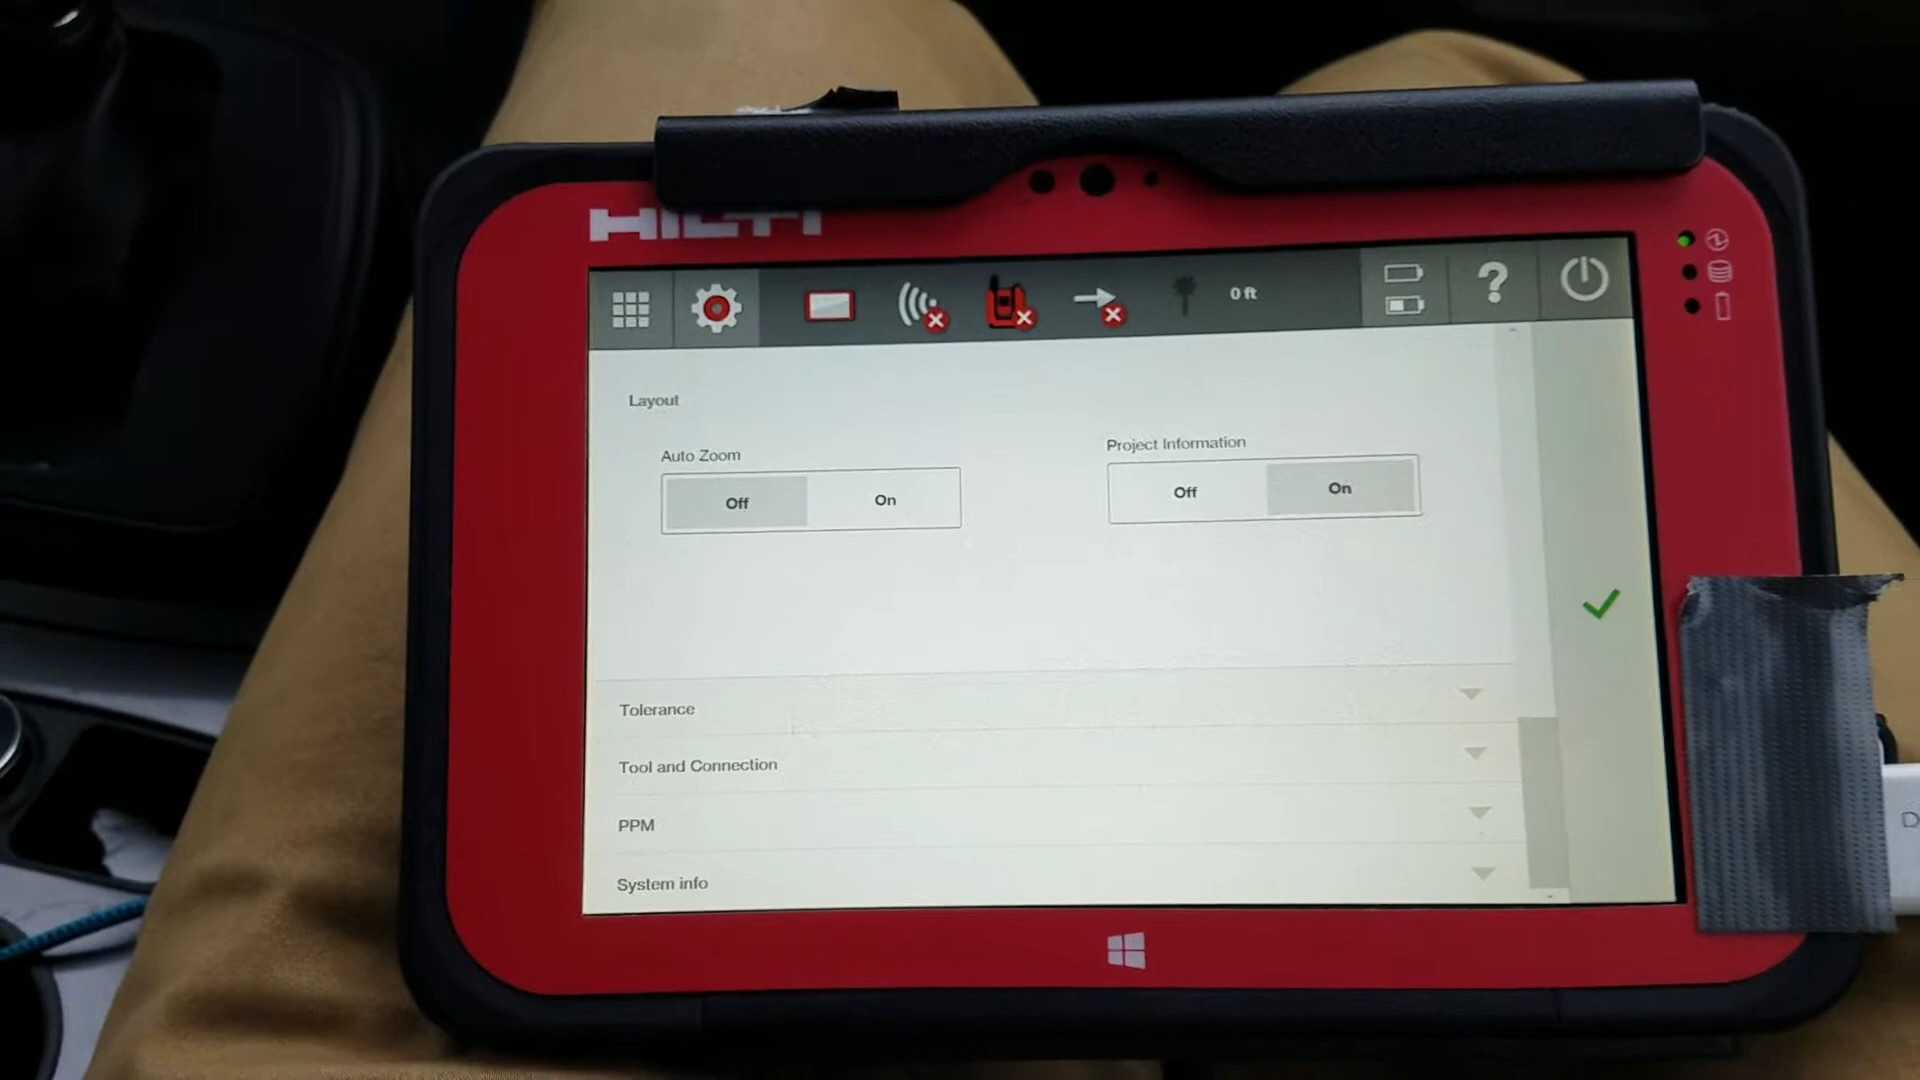 HILTI
0 ft
?
Layout
Auto Zoom
Project Information
Off On
Off On
Tolerance
Tool and Connection
PPM
System info
D